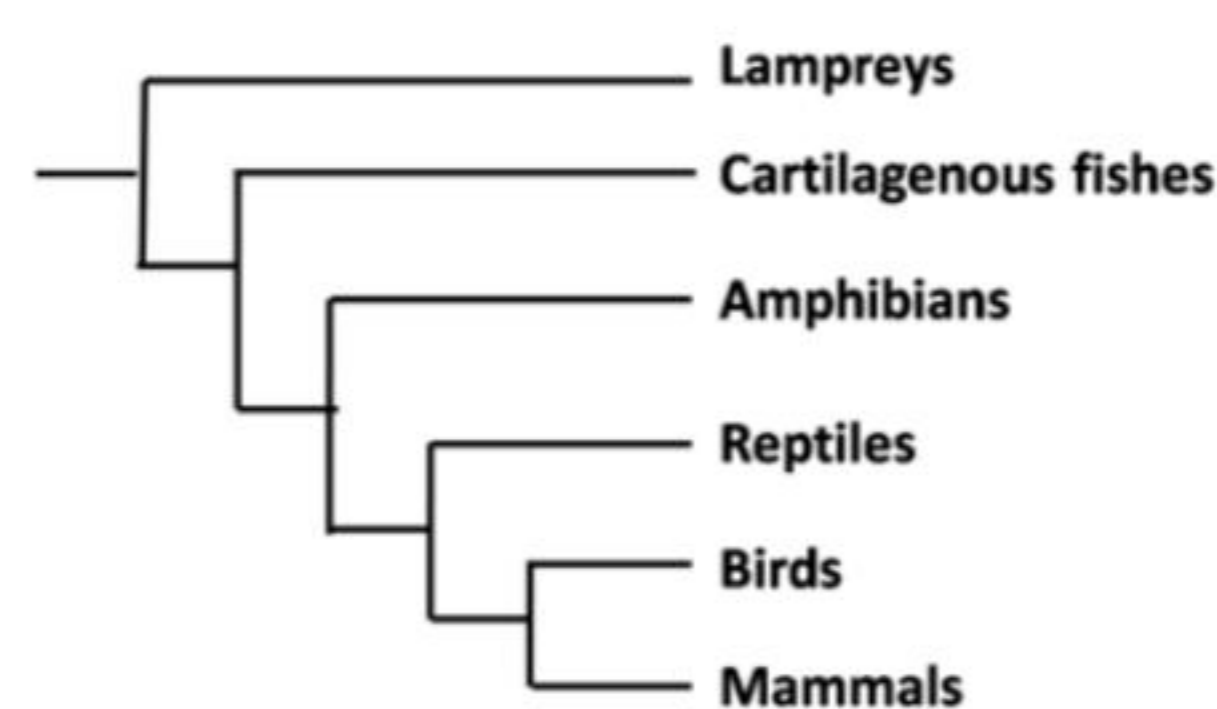 Lampreys
Cartilagenous fishes
Amphibians
Reptiles
Birds
Mammals